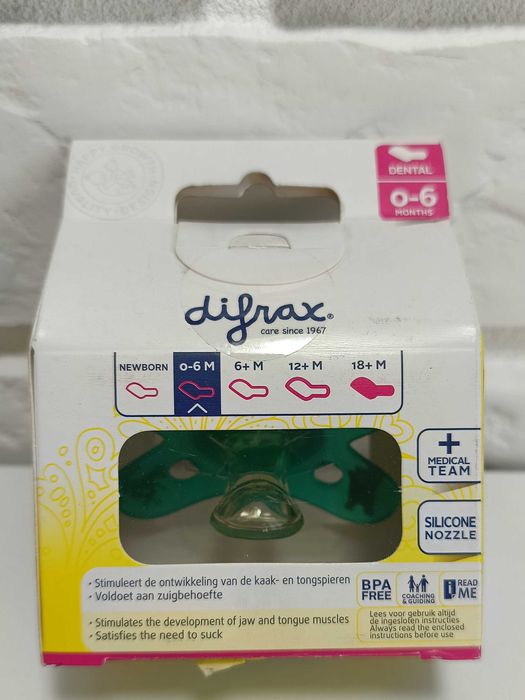 DENTAL
0-6
MONTHS
difrax®
care since 1967
NEWBORN 0-6 M 6+ M 12+ M 18+ M
+
MEDICAL
TEAM
SILICONE
NOZZLE
• Stimuleert de ontwikkeling van de kaak- en tongspieren
• Voldoet aan zuigbehoefte
• Stimulates the development of jaw and tongue muscles
• Satisfies the need to suck
BPA
FREE
COACHING
& GUIDING
READ
ME
Lees voor gebruik altijd
de ingesloten instructies
Always read the enclosed
instructions before use